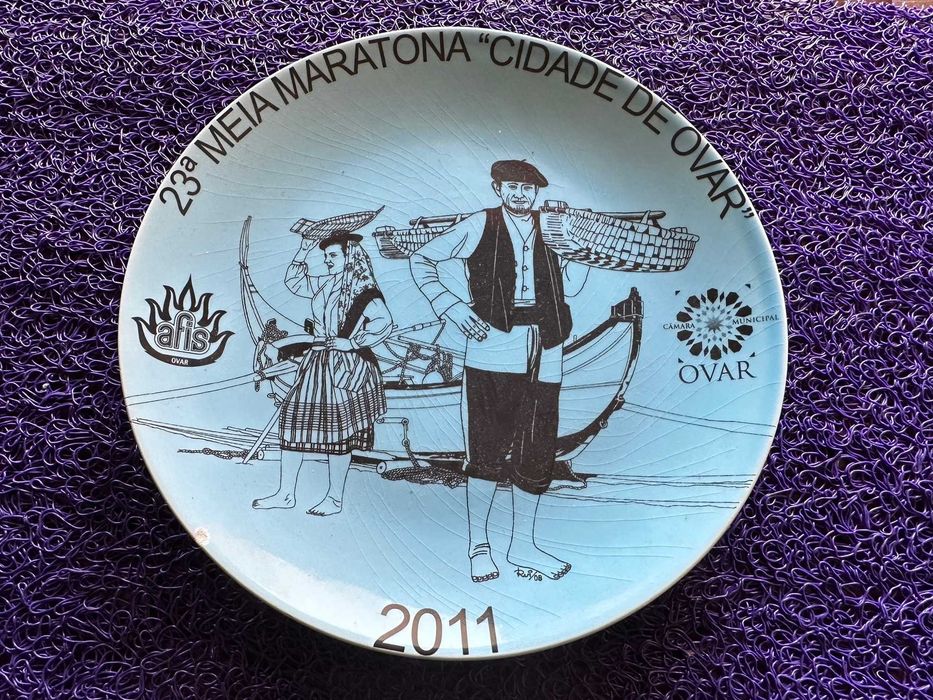 23ª MEIA MARATONA “CIDADE DE OVAR”
afis
OVAR
CÂMARA MUNICIPAL
OVAR
2011